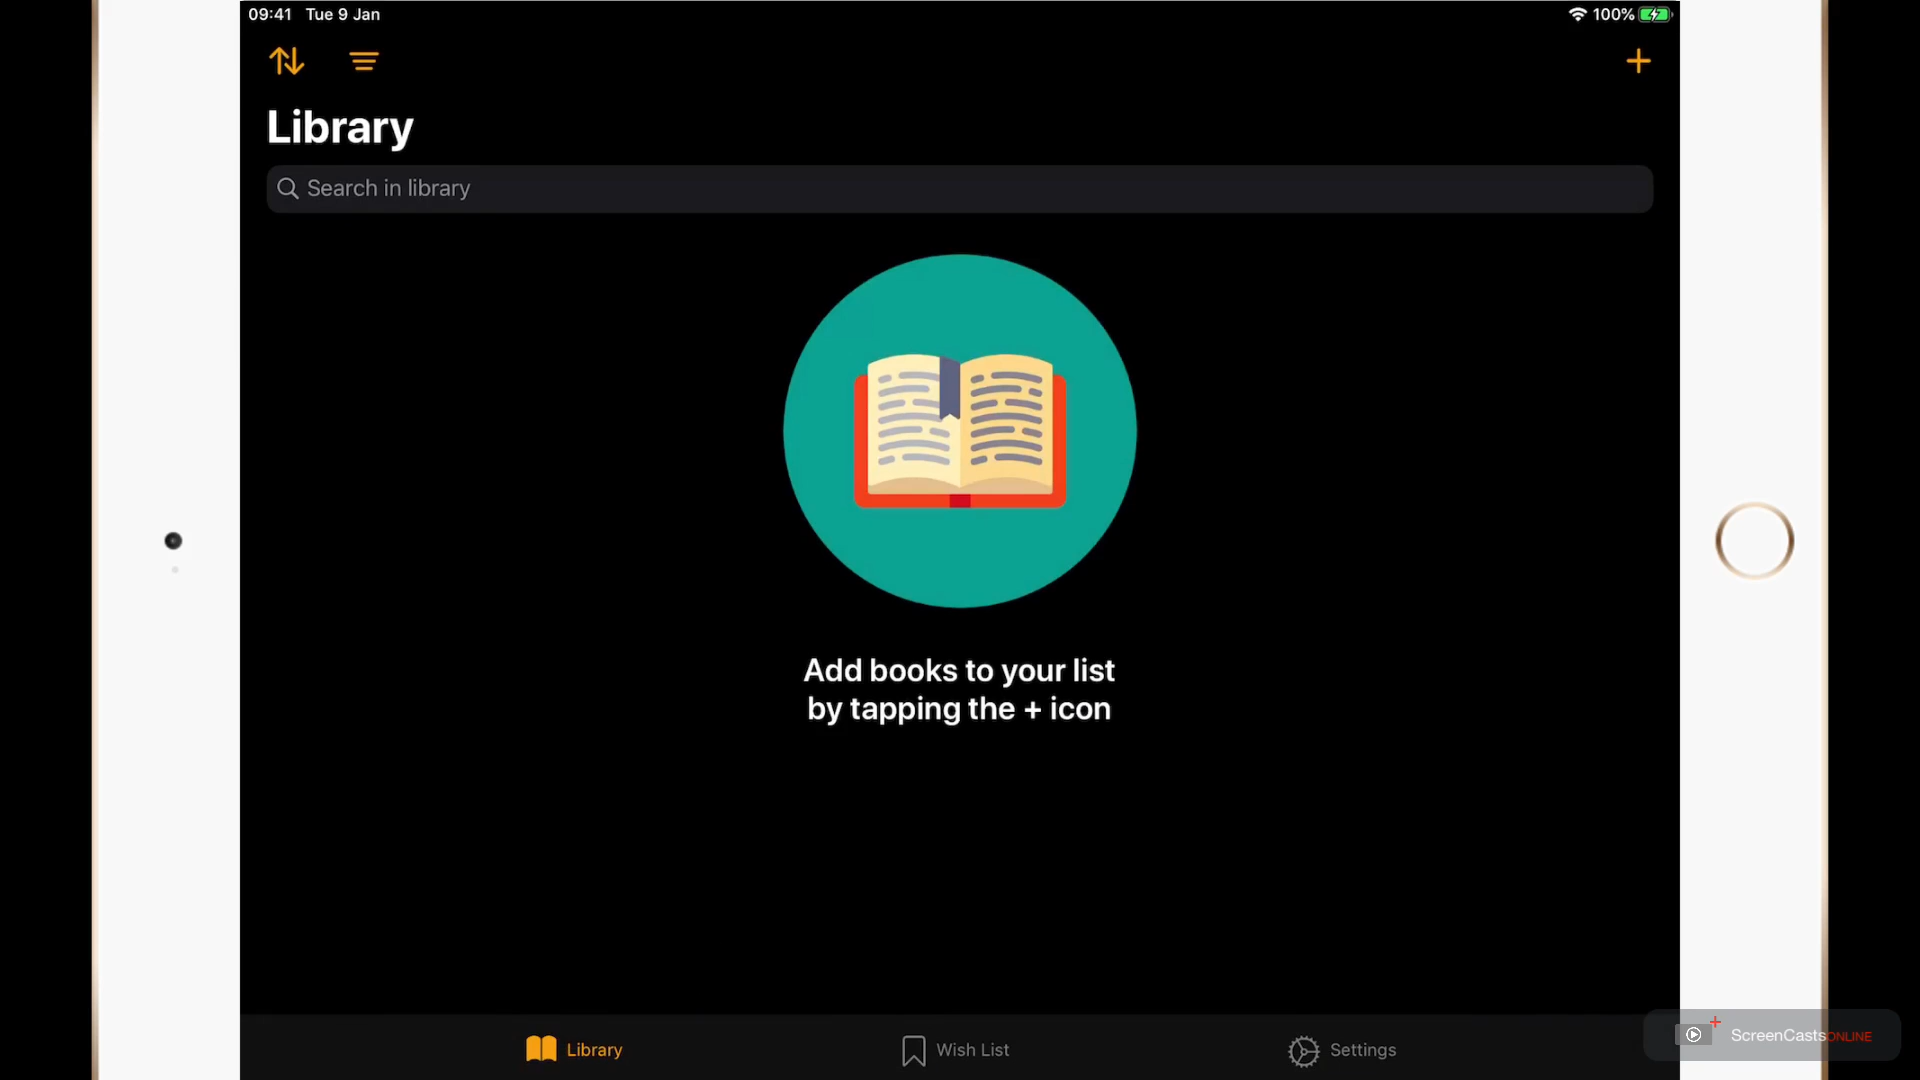 09:41 Tue 9 Jan
100%
Library
Search in library
Add books to your list
by tapping the + icon
Library
Wish List
Settings
ScreenCastsONLINE